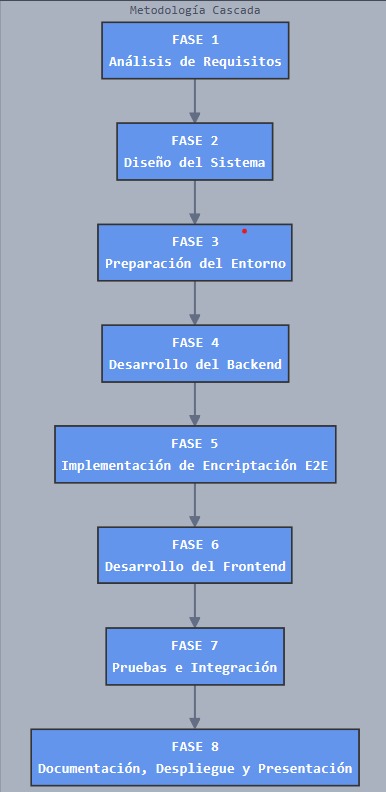 Metodología Cascada
FASE 1
Análisis de Requisitos
FASE 2
Diseño del Sistema
FASE 3
Preparación del Entorno
FASE 4
Desarrollo del Backend
FASE 5
Implementación de Encriptación E2E
FASE 6
Desarrollo del Frontend
FASE 7
Pruebas e Integración
FASE 8
Documentación, Despliegue y Presentación